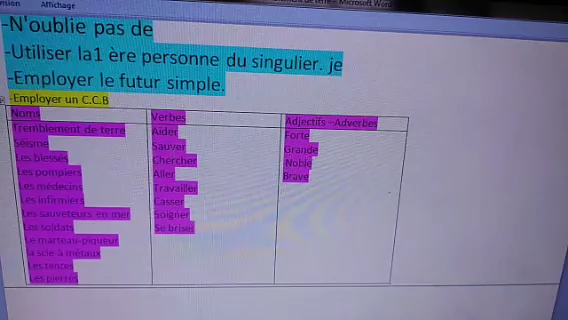 Affichage
Microsoft Word
-N'oublie pas de
-Utiliser la1 ère personne du singulier. je
-Employer le futur simple.
-Employer un C.C.B
Noms Verbes Adjectifs -Adverbes
Tremblement de terre Aider Forte
Séisme Sauver Grande
Les blessés Chercher Noble
Les pompiers Aller Brave
Les médecins Travailler
Les infirmiers Casser
Les sauveteurs en mer Soigner
Les soldats Se briser
Le marteau-piqueur
la scie à métaux
Les tentes
Les pierres